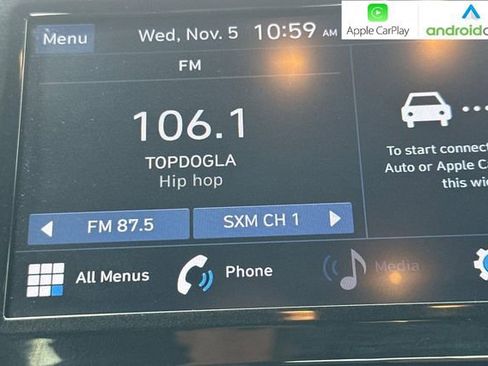 Menu
Wed, Nov. 5 10:59 AM
Apple CarPlay
FM
106.1
TOPDOGLA
Hip hop
To start connect
Auto or Apple Ca
this wi
FM 87.5
SXM CH 1
All Menus
Phone
Media